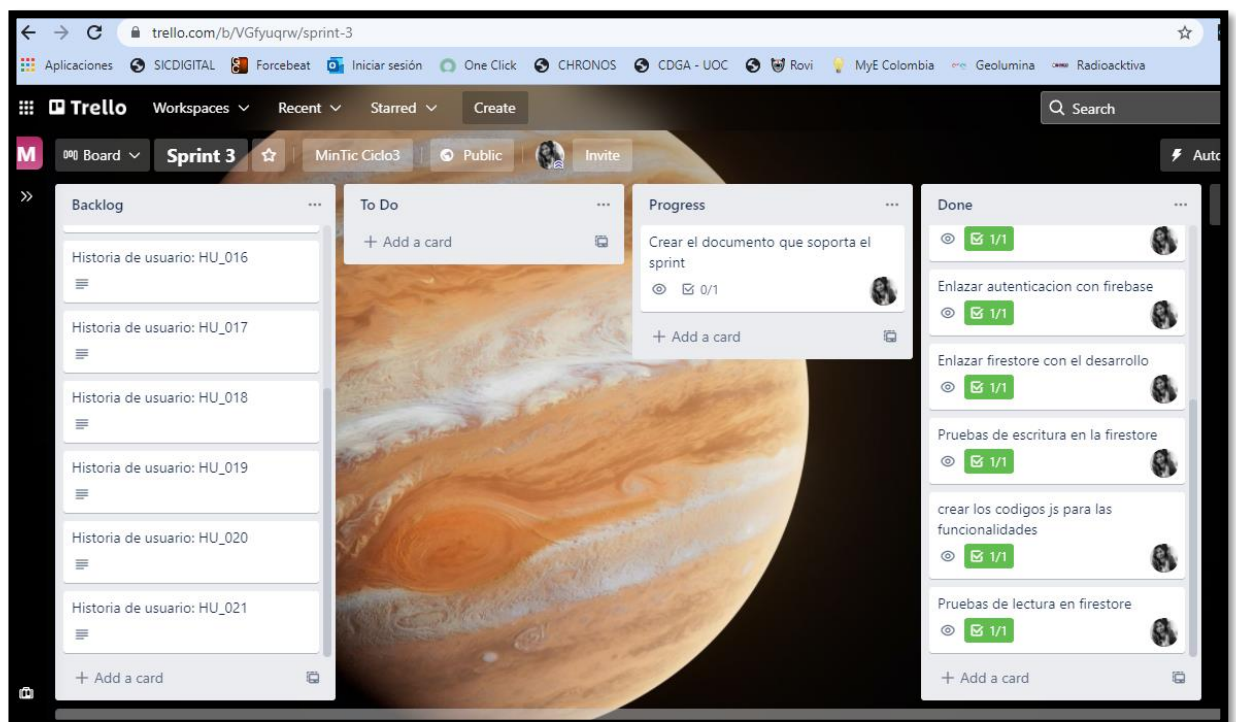 trello.com/b/VGfyuqrw/sprint-3
Aplicaciones SICDIGITAL Forcebeat Iniciar sesión One Click CHRONOS CDGA - UOC Rovi MyE Colombia Geolumina Radioacktiva
Trello Workspaces Recent Starred Create Search
M Board Sprint 3 MinTic Ciclo3 Public Invite
Backlog
Historia de usuario: HU_016
Historia de usuario: HU_017
Historia de usuario: HU_018
Historia de usuario: HU_019
Historia de usuario: HU_020
Historia de usuario: HU_021
+ Add a card
To Do
+ Add a card
Progress
Crear el documento que soporta el
sprint
0/1
+ Add a card
Done
1/1
Enlazar autenticacion con firebase
1/1
Enlazar firestore con el desarrollo
1/1
Pruebas de escritura en la firestore
1/1
crear los codigos js para las
funcionalidades
1/1
Pruebas de lectura en firestore
1/1
+ Add a card